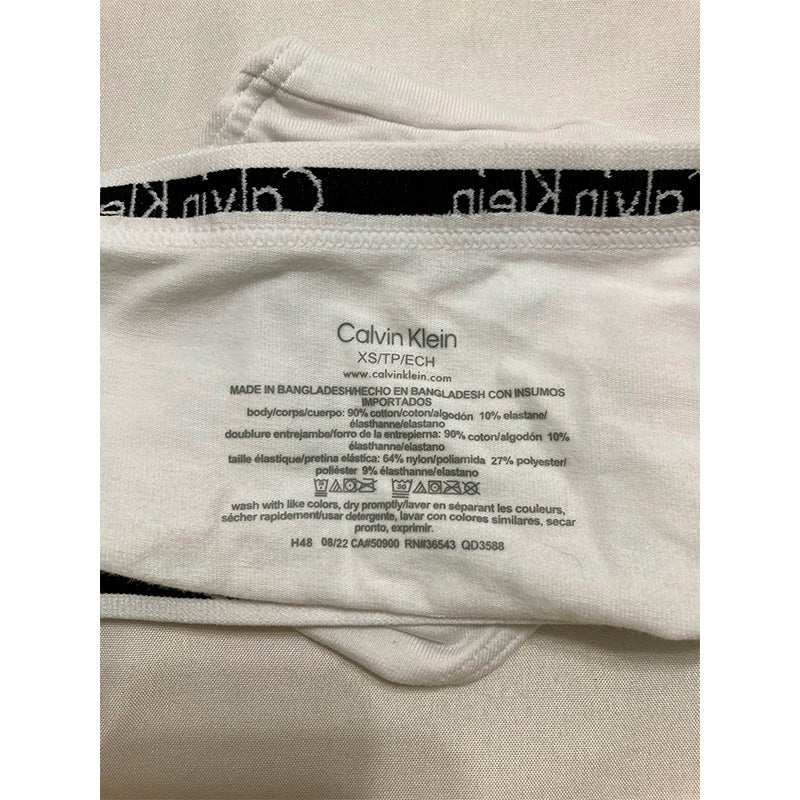 Calvin Klein Calvin Klein
Calvin Klein
XS/TP/ECH
www.calvinklein.com
MADE IN BANGLADESH/HECHO EN BANGLADESH CON INSUMOS
IMPORTADOS
body/corps/cuerpo: 90% cotton/coton/algodón 10% elastane/
élasthanne/elastano
doublure entrejambe/forro de la entrepierna: 90% coton/algodón 10%
élasthanne/elastano
taille élastique/pretina elástica: 64% nylon/poliamida 27% polyester/
poliéster 9% élasthanne/elastano
wash with like colors, dry promptly/laver en séparant les couleurs,
sécher rapidement/usar detergente, lavar con colores similares, secar
pronto, exprimir.
H48 08/22 CA#50900 RN#36543 QD3588